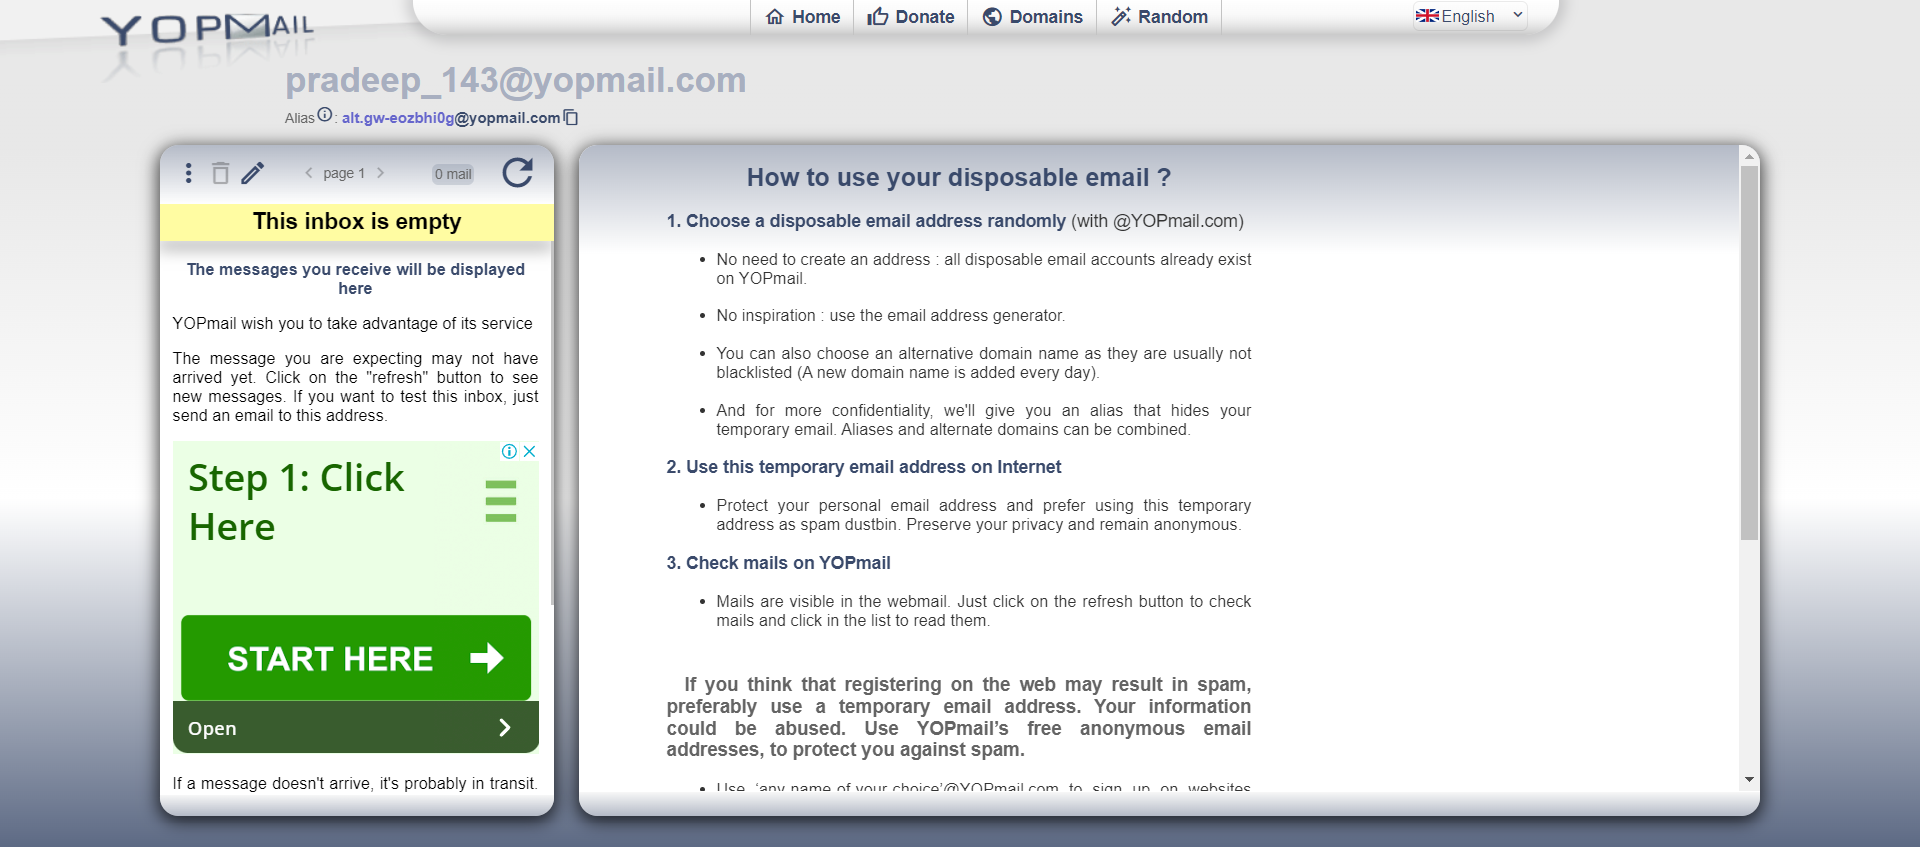 YOPMAIL
Home
Donate
Domains
Random
English
pradeep_143@yopmail.com
Alias : alt.gw-eozbhi0g@yopmail.com
page 1
0 mail
This inbox is empty
The messages you receive will be displayed
here
YOPmail wish you to take advantage of its service
The message you are expecting may not have
arrived yet. Click on the "refresh" button to see
new messages. If you want to test this inbox, just
send an email to this address.
Step 1: Click
Here
START HERE
Open
If a message doesn't arrive, it's probably in transit.
How to use your disposable email ?
1. Choose a disposable email address randomly (with @YOPmail.com)
• No need to create an address : all disposable email accounts already exist
on YOPmail.
• No inspiration : use the email address generator.
• You can also choose an alternative domain name as they are usually not
blacklisted (A new domain name is added every day).
• And for more confidentiality, we'll give you an alias that hides your
temporary email. Aliases and alternate domains can be combined.
2. Use this temporary email address on Internet
• Protect your personal email address and prefer using this temporary
address as spam dustbin. Preserve your privacy and remain anonymous.
3. Check mails on YOPmail
• Mails are visible in the webmail. Just click on the refresh button to check
mails and click in the list to read them.
If you think that registering on the web may result in spam,
preferably use a temporary email address. Your information
could be abused. Use YOPmail’s free anonymous email
addresses, to protect you against spam.
• Use ‘any name of your choice’@YOPmail.com to sign up on websites